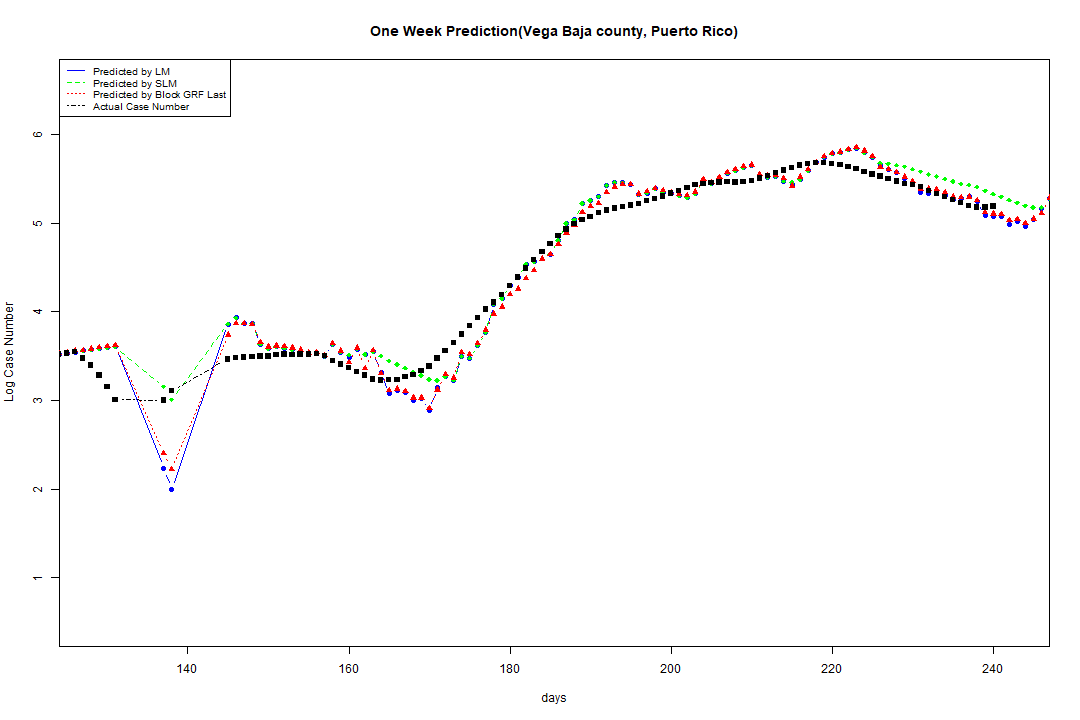 One Week Prediction(Vega Baja county, Puerto Rico)
Predicted by LM
Predicted by SLM
Predicted by Block GRF Last
Actual Case Number
Log Case Number
6
5
4
3
2
1
140 160 180 200 220 240
days